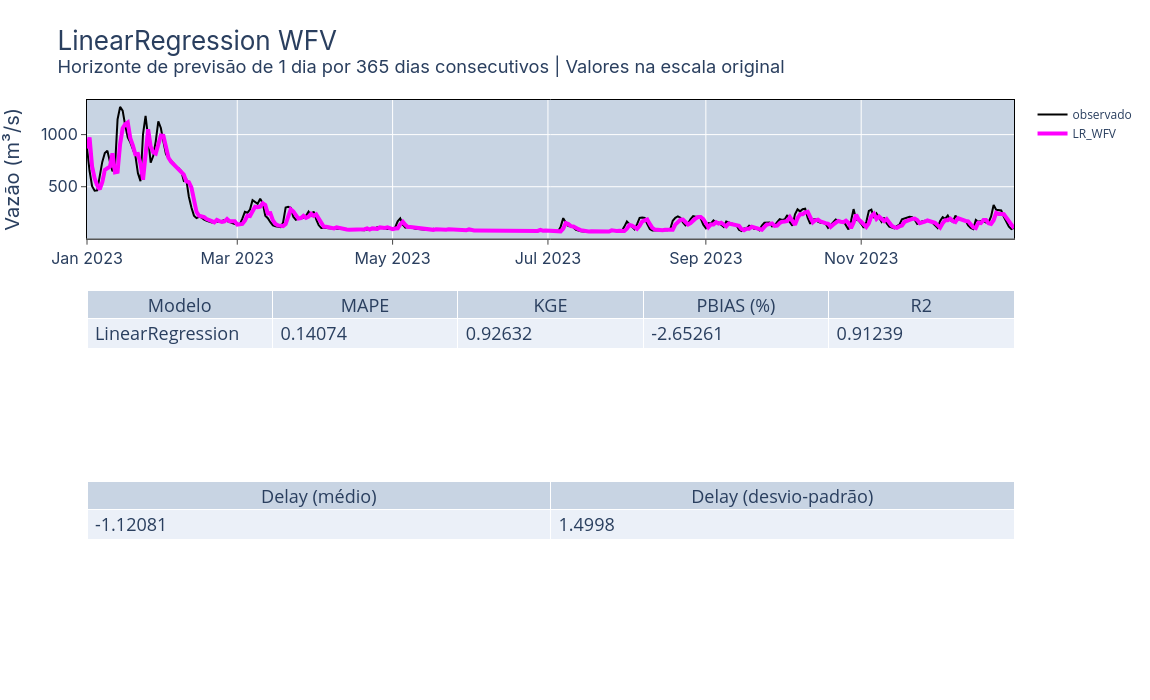 LinearRegression WFV
Horizonte de previsão de 1 dia por 365 dias consecutivos | Valores na escala original
Vazão (m³/s)
1000
500
Jan 2023 Mar 2023 May 2023 Jul 2023 Sep 2023 Nov 2023
observado
LR_WFV
Modelo MAPE KGE PBIAS (%) R2
LinearRegression 0.14074 0.92632 -2.65261 0.91239
Delay (médio) Delay (desvio-padrão)
-1.12081 1.4998